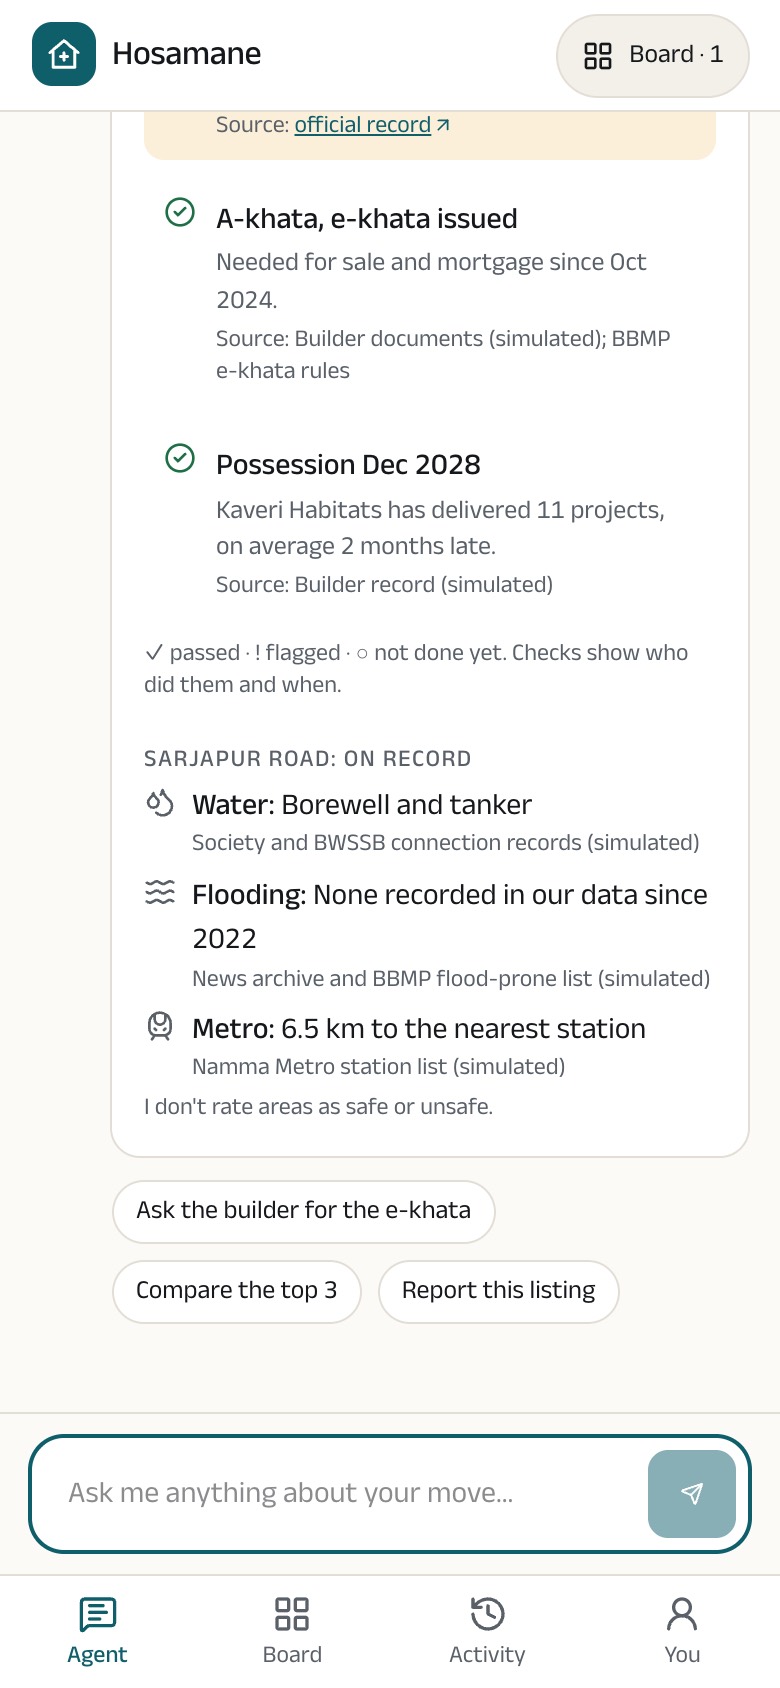 Hosamane
Board · 1
Source: official record ↗
A-khata, e-khata issued
Needed for sale and mortgage since Oct
2024.
Source: Builder documents (simulated); BBMP
e-khata rules
Possession Dec 2028
Kaveri Habitats has delivered 11 projects,
on average 2 months late.
Source: Builder record (simulated)
✓ passed · ! flagged · ○ not done yet. Checks show who
did them and when.
SARJAPUR ROAD: ON RECORD
Water: Borewell and tanker
Society and BWSSB connection records (simulated)
Flooding: None recorded in our data since
2022
News archive and BBMP flood-prone list (simulated)
Metro: 6.5 km to the nearest station
Namma Metro station list (simulated)
I don't rate areas as safe or unsafe.
Ask the builder for the e-khata
Compare the top 3
Report this listing
Ask me anything about your move...
Agent
Board
Activity
You